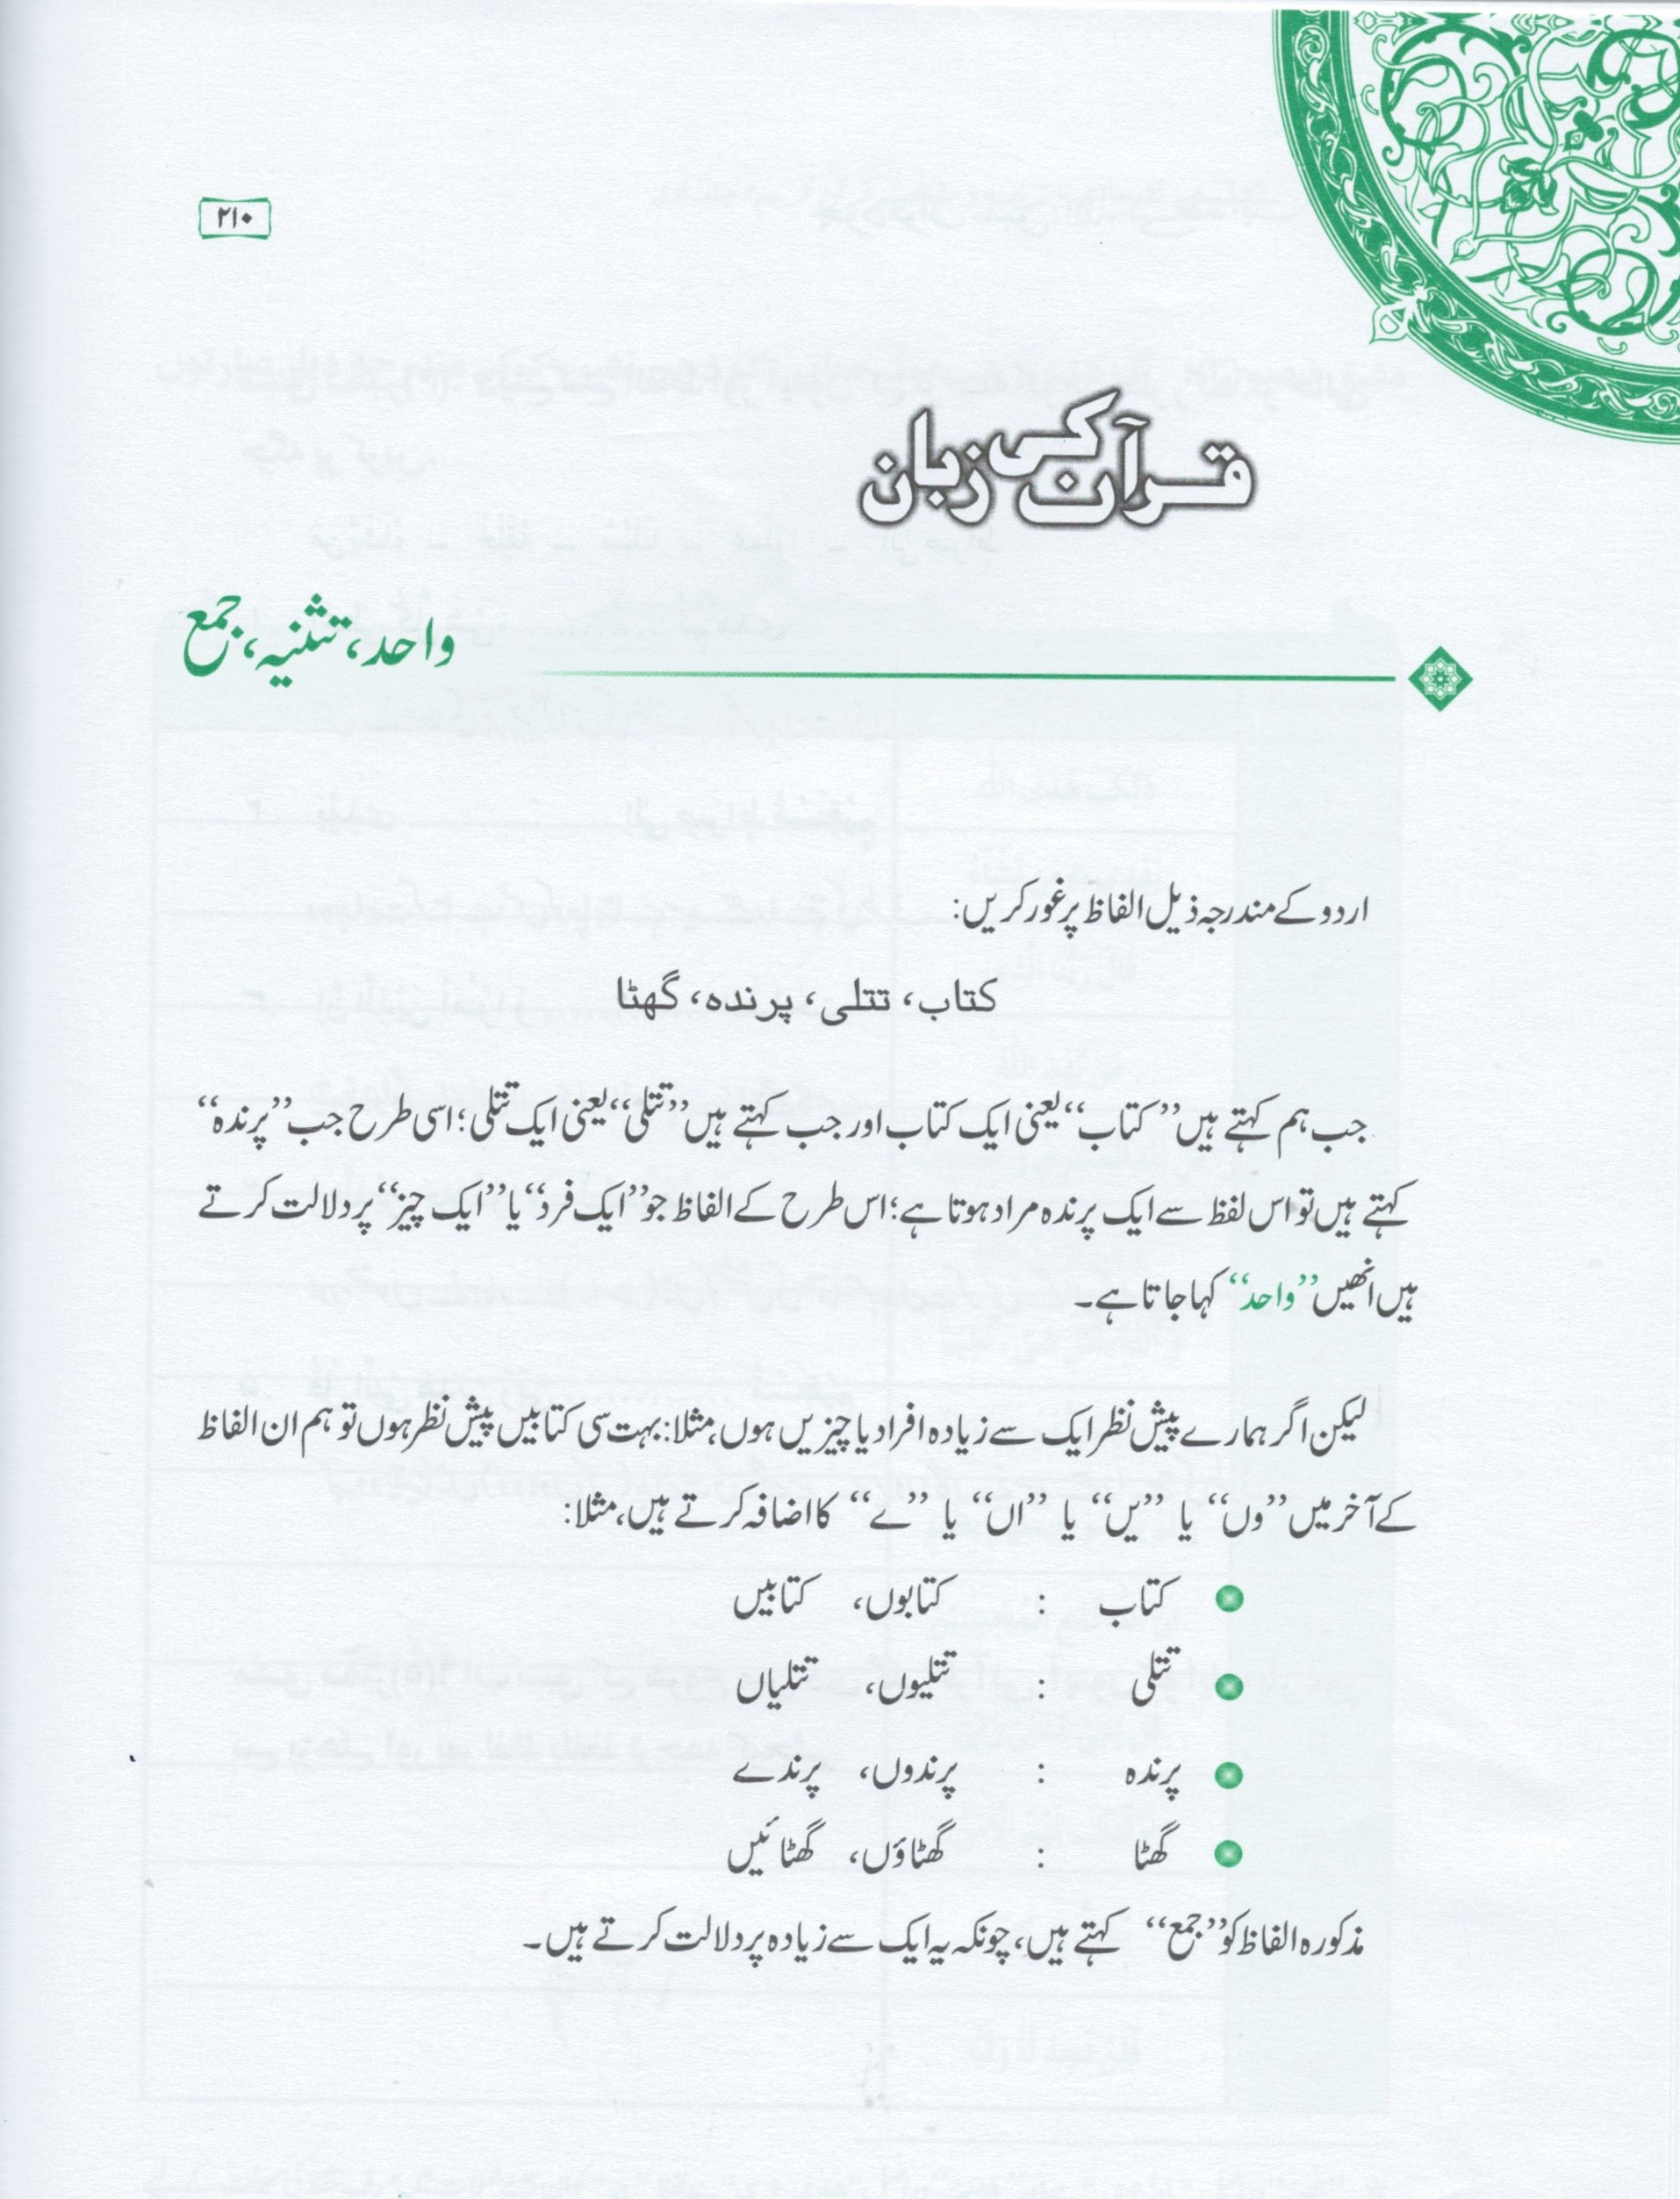 ۲۱۰
قرآن کی زبان
واحد، تثنیہ، جمع
اردو کے مندرجہ ذیل الفاظ پر غور کریں:
کتاب، تتلی، پرندہ، گھٹا
جب ہم کہتے ہیں ”کتاب“ یعنی ایک کتاب اور جب کہتے ہیں ”تتلی“ یعنی ایک تتلی؛ اسی طرح جب ”پرندہ“
کہتے ہیں تو اس لفظ سے ایک پرندہ مراد ہوتا ہے؛ اس طرح کے الفاظ جو ”ایک فرد“ یا ”ایک چیز“ پر دلالت کرتے
ہیں انھیں ”واحد“ کہا جاتا ہے۔
لیکن اگر ہمارے پیش نظر ایک سے زیادہ افراد یا چیزیں ہوں، مثلا: بہت سی کتابیں پیش نظر ہوں تو ہم ان الفاظ
کے آخر میں ”وں“ یا ”یں“ یا ”اں“ یا ”ے“ کا اضافہ کرتے ہیں، مثلا:
کتاب : کتابوں، کتابیں
تتلی : تتلیوں، تتلیاں
پرندہ : پرندوں، پرندے
گھٹا : گھٹاؤں، گھٹائیں
مذکورہ الفاظ کو ”جمع“ کہتے ہیں، چونکہ یہ ایک سے زیادہ پر دلالت کرتے ہیں۔